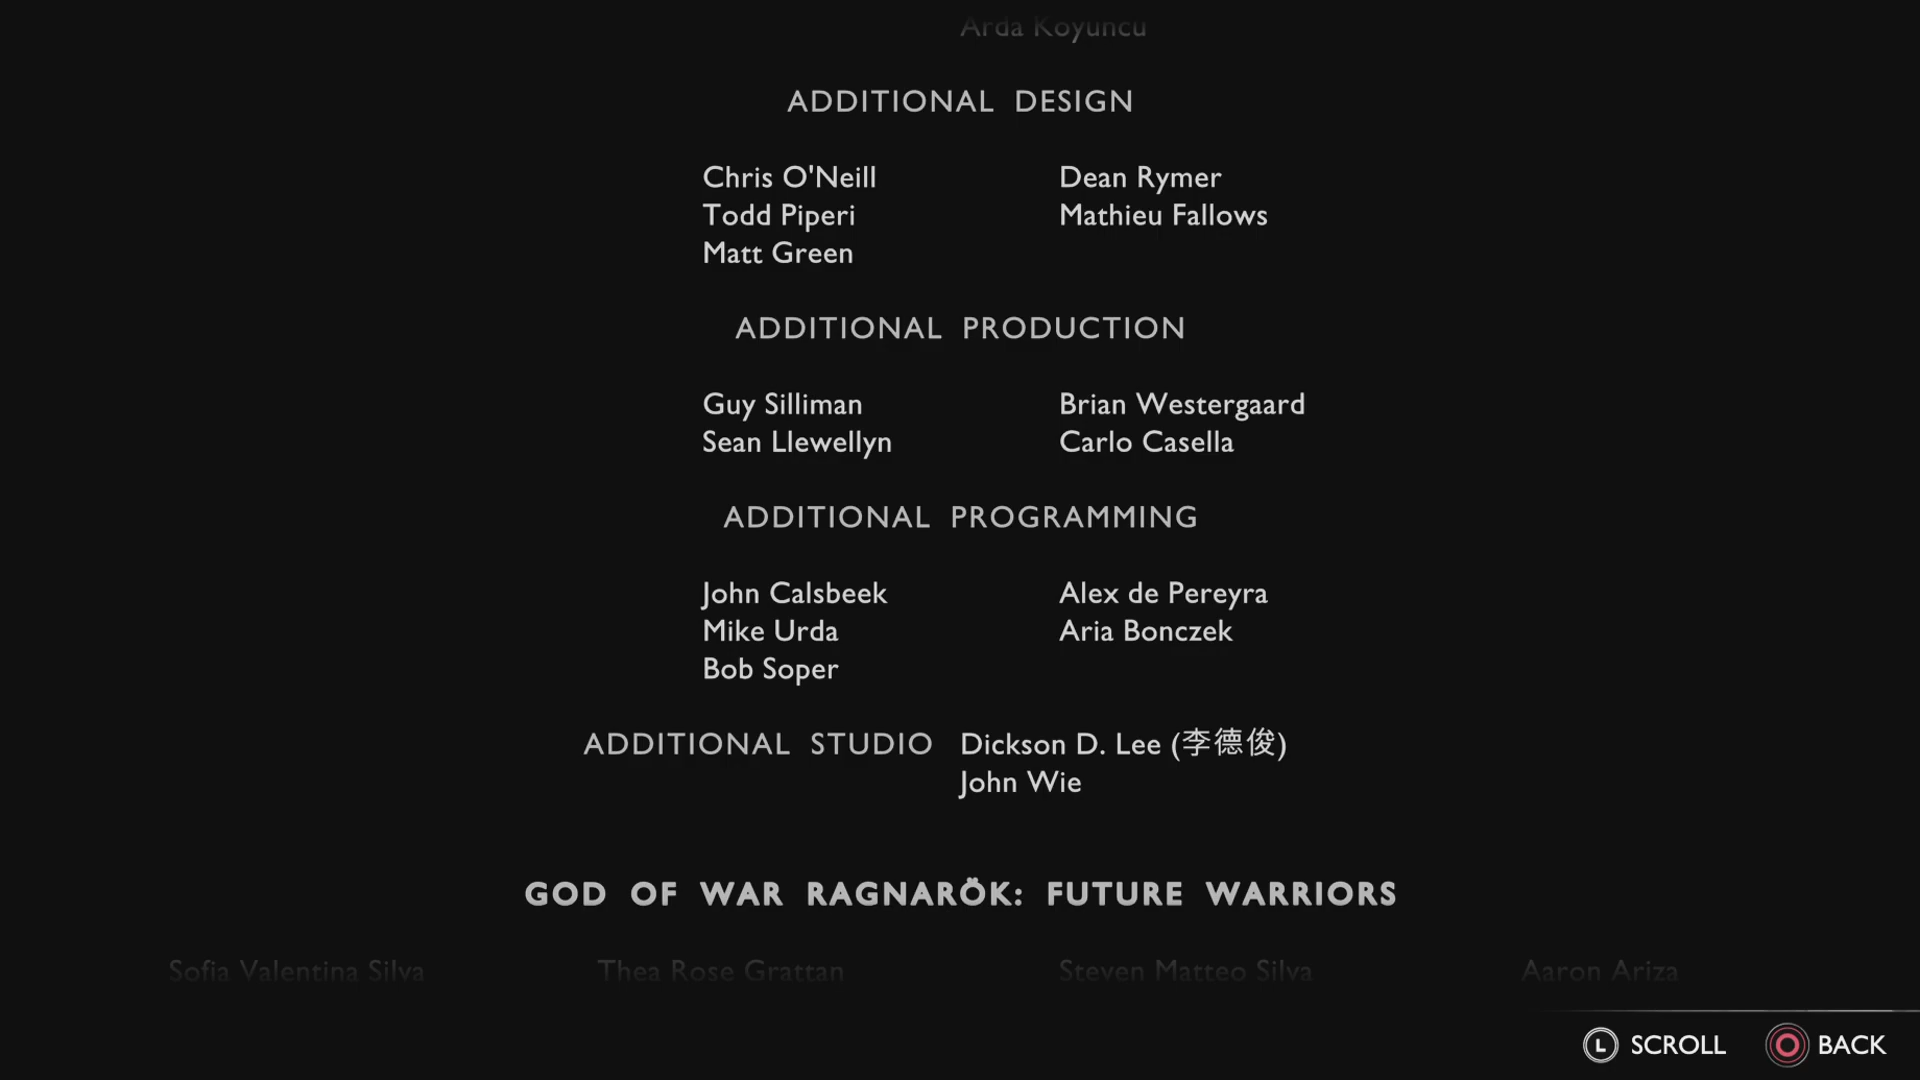 Arda Koyuncu
ADDITIONAL DESIGN
Chris O'Neill Dean Rymer
Todd Piperi Mathieu Fallows
Matt Green
ADDITIONAL PRODUCTION
Guy Silliman Brian Westergaard
Sean Llewellyn Carlo Casella
ADDITIONAL PROGRAMMING
John Calsbeek Alex de Pereyra
Mike Urda Aria Bonczek
Bob Soper
ADDITIONAL STUDIO Dickson D. Lee (李德俊)
John Wie
GOD OF WAR RAGNARÖK: FUTURE WARRIORS
Sofia Valentina Silva Thea Rose Grattan Steven Matteo Silva Aaron Ariza
L SCROLL BACK